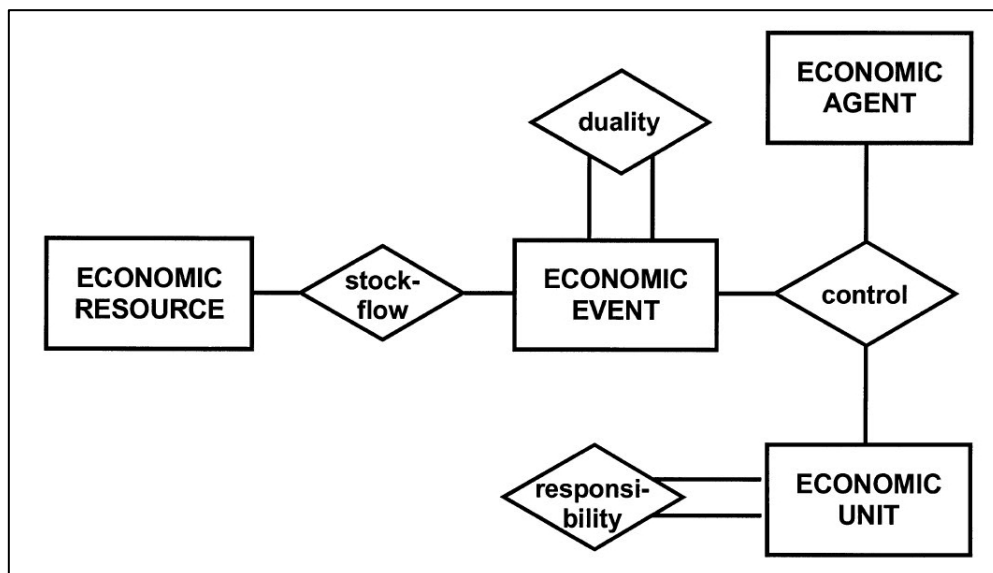 ECONOMIC
AGENT
duality
ECONOMIC
RESOURCE
stock-
flow
ECONOMIC
EVENT
control
responsi-
bility
ECONOMIC
UNIT